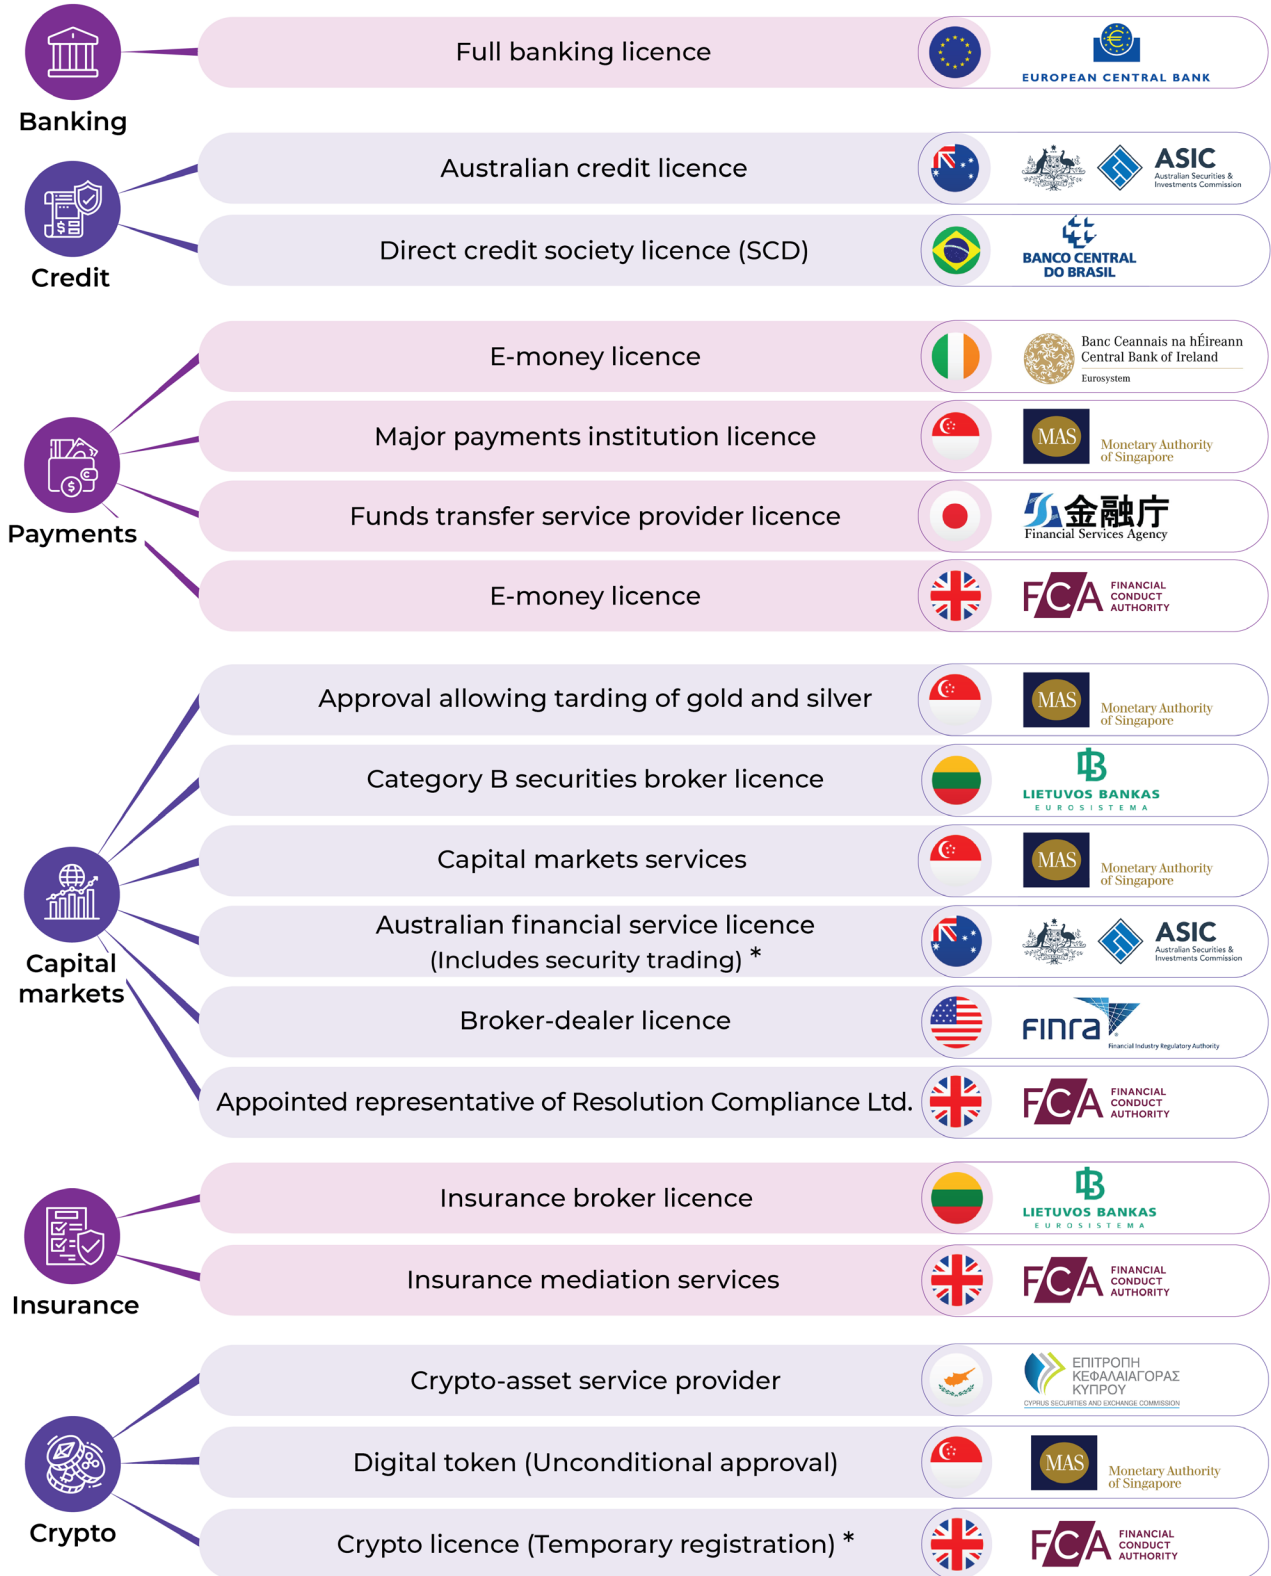 Banking
Full banking licence
EUROPEAN CENTRAL BANK
Credit
Australian credit licence
ASIC
Australian Securities &
Investments Commission
Direct credit society licence (SCD)
BANCO CENTRAL
DO BRASIL
Payments
E-money licence
Banc Ceannais na hÉireann
Central Bank of Ireland
Eurosystem
Major payments institution licence
MAS
Monetary Authority
of Singapore
Funds transfer service provider licence
金融庁
Financial Services Agency
E-money licence
FCA
FINANCIAL
CONDUCT
AUTHORITY
Capital
markets
Approval allowing tarding of gold and silver
MAS
Monetary Authority
of Singapore
Category B securities broker licence
LIETUVOS BANKAS
EUROSISTEMA
Capital markets services
MAS
Monetary Authority
of Singapore
Australian financial service licence
(Includes security trading) *
ASIC
Australian Securities &
Investments Commission
Broker-dealer licence
FINRA
Financial Industry Regulatory Authority
Appointed representative of Resolution Compliance Ltd.
FCA
FINANCIAL
CONDUCT
AUTHORITY
Insurance
Insurance broker licence
LIETUVOS BANKAS
EUROSISTEMA
Insurance mediation services
FCA
FINANCIAL
CONDUCT
AUTHORITY
Crypto
Crypto-asset service provider
ΕΠΙΤΡΟΠΗ
ΚΕΦΑΛΑΙΑΓΟΡΑΣ
ΚΥΠΡΟΥ
CYPRUS SECURITIES AND EXCHANGE COMMISSION
Digital token (Unconditional approval)
MAS
Monetary Authority
of Singapore
Crypto licence (Temporary registration) *
FCA
FINANCIAL
CONDUCT
AUTHORITY